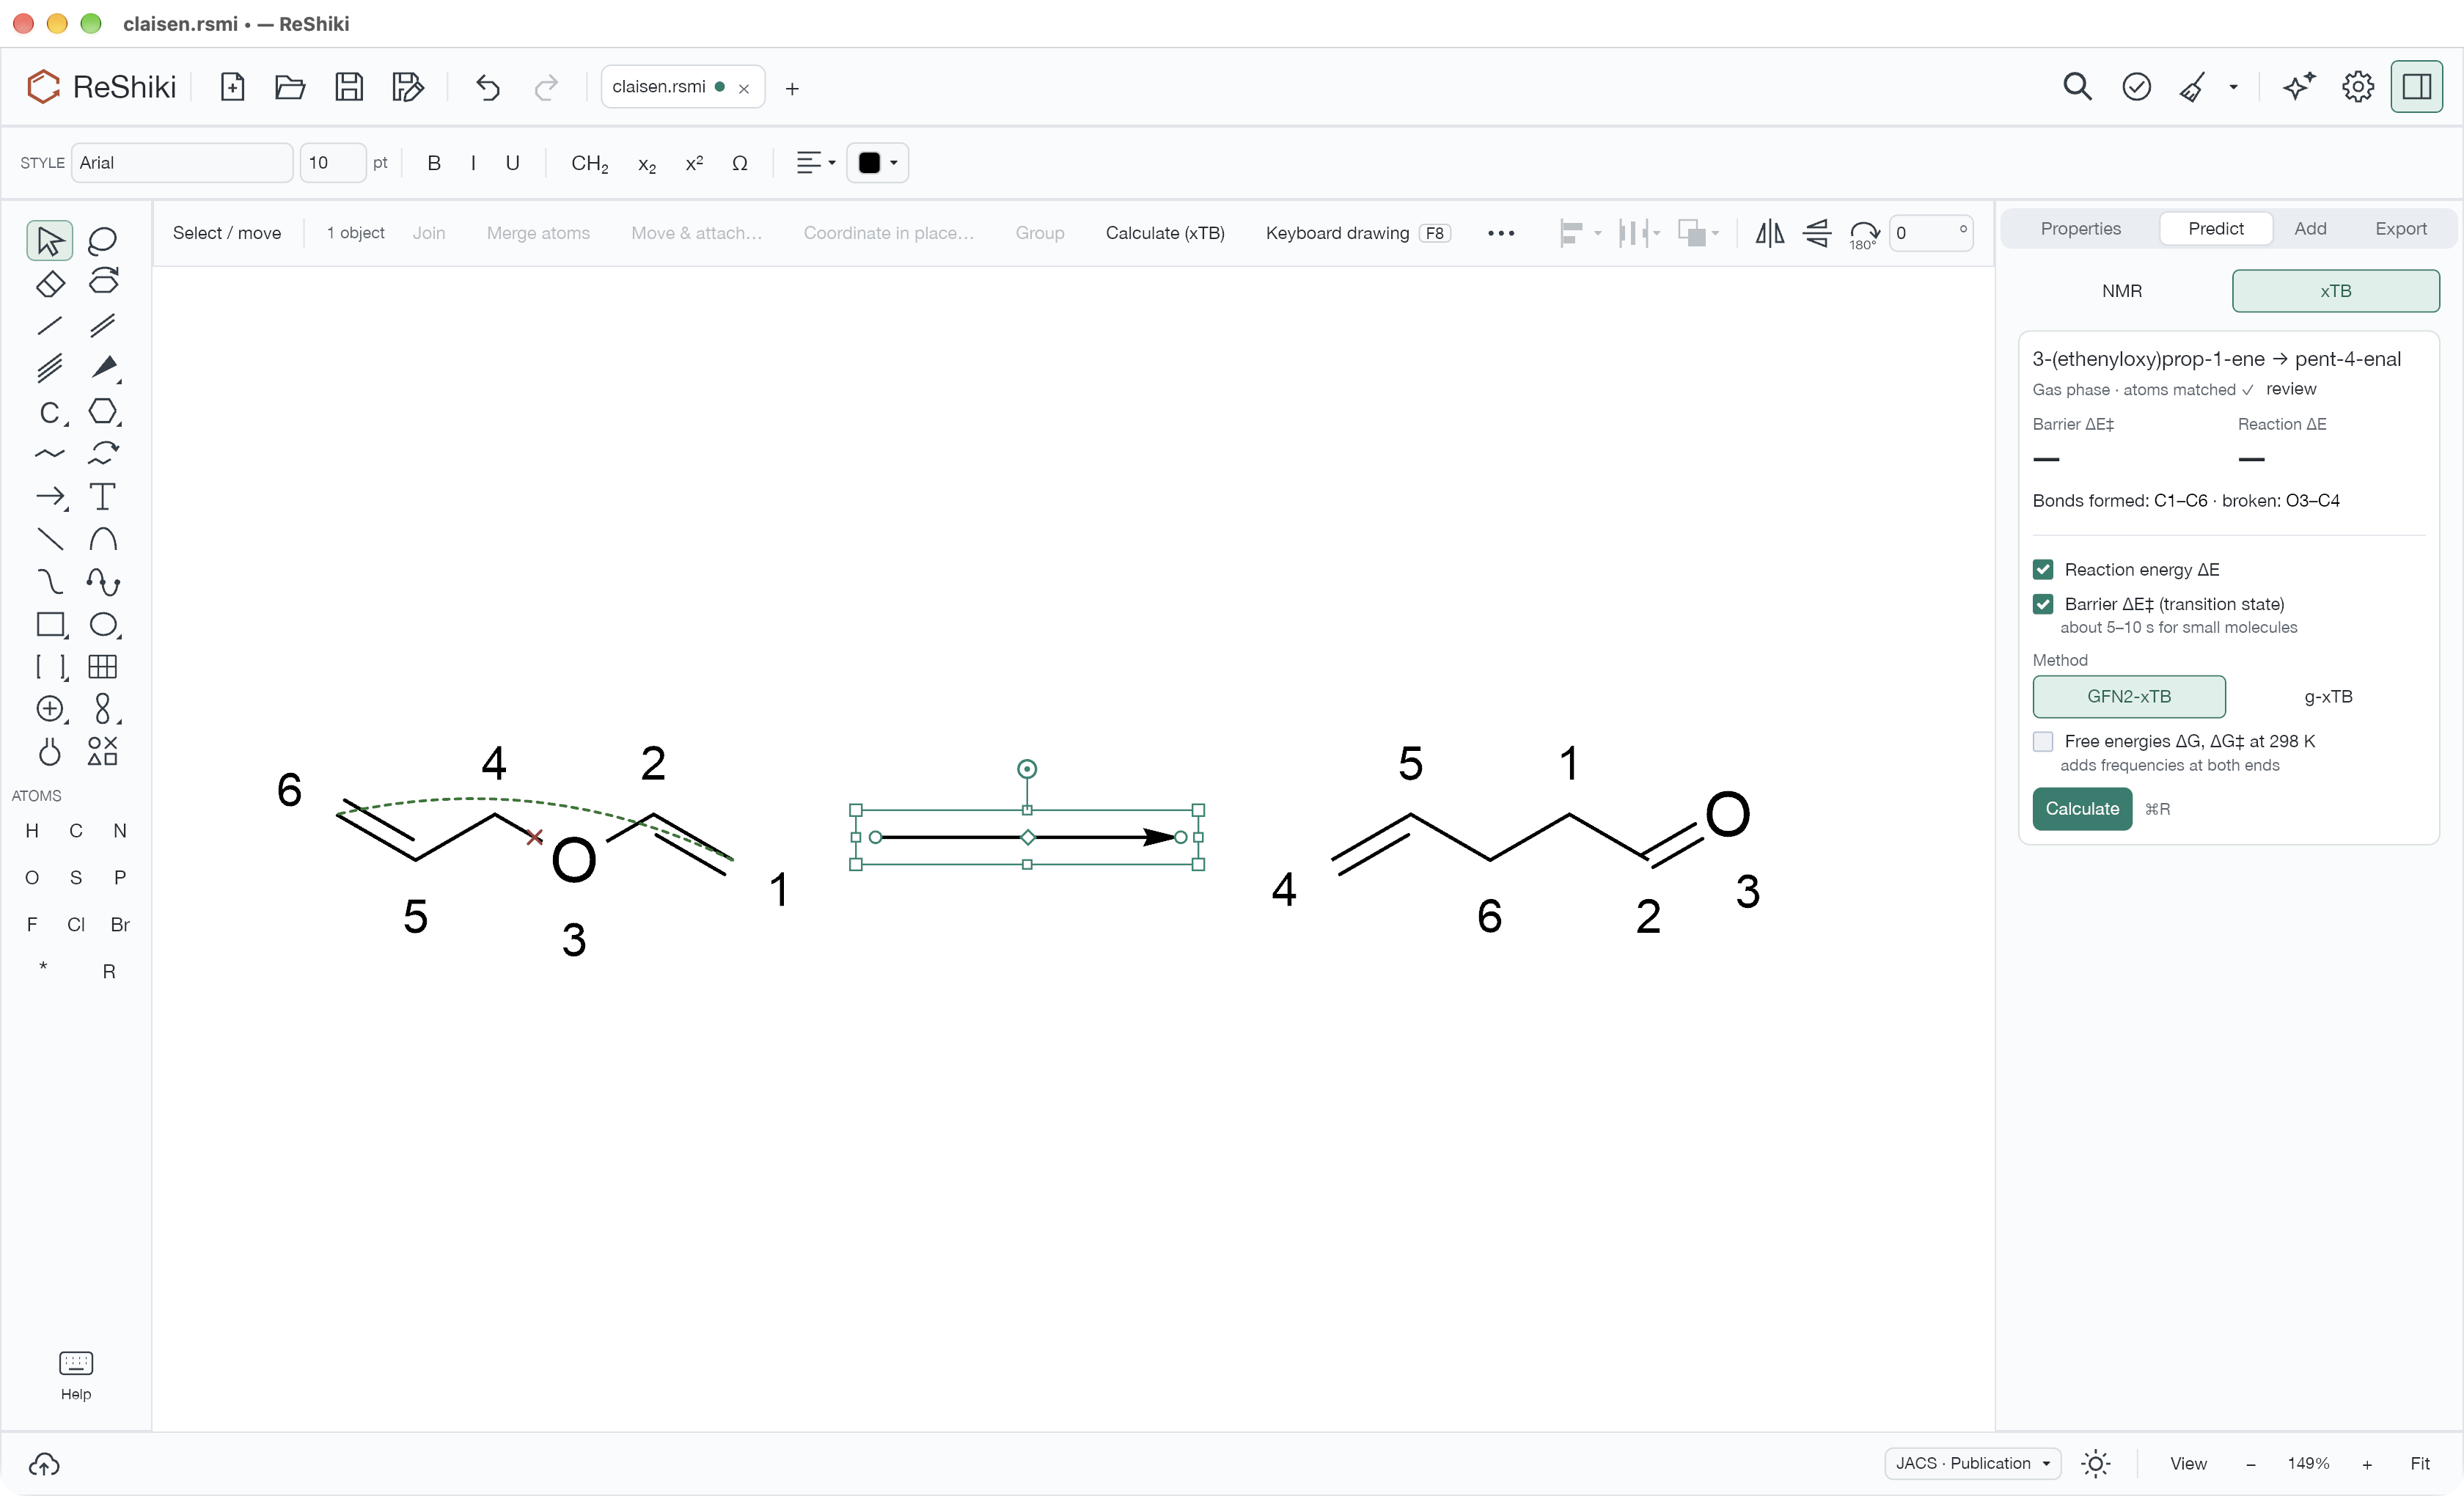 claisen.rsmi • — ReShiki
ReShiki
claisen.rsmi ● × +
STYLE Arial 10 pt B I U CH₂ x₂ x² Ω
Select / move 1 object Join Merge atoms Move & attach... Coordinate in place... Group Calculate (xTB) Keyboard drawing F8 ••• 180° 0 °
Properties Predict Add Export
NMR xTB
3-(ethenyloxy)prop-1-ene → pent-4-enal
Gas phase · atoms matched ✓ review
Barrier ΔE‡ Reaction ΔE
— —
Bonds formed: C1–C6 · broken: O3–C4
Reaction energy ΔE
Barrier ΔE‡ (transition state)
about 5–10 s for small molecules
Method
GFN2-xTB g-xTB
Free energies ΔG, ΔG‡ at 298 K
adds frequencies at both ends
Calculate ⌘R
C
T
[ ]
ATOMS
H C N
O S P
F Cl Br
* R
Help
6 4 2
O
5 3 1
5 1
O
4 6 2 3
JACS · Publication View − 149% + Fit